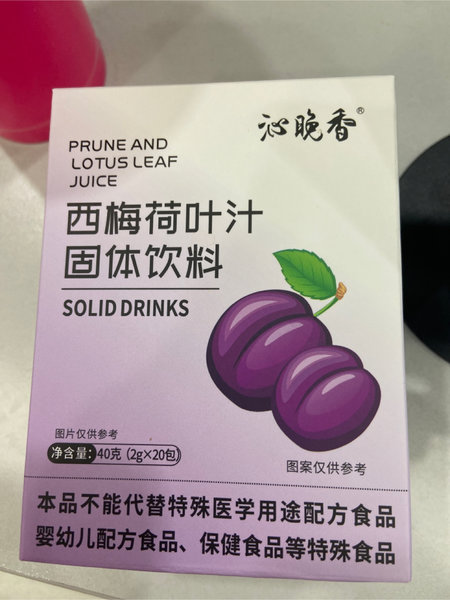 沁晚香®
PRUNE AND
LOTUS LEAF
JUICE
西梅荷叶汁
固体饮料
SOLID DRINKS
图片仅供参考
净含量: 40克 (2g×20包)
图案仅供参考
本品不能代替特殊医学用途配方食品
婴幼儿配方食品、保健食品等特殊食品